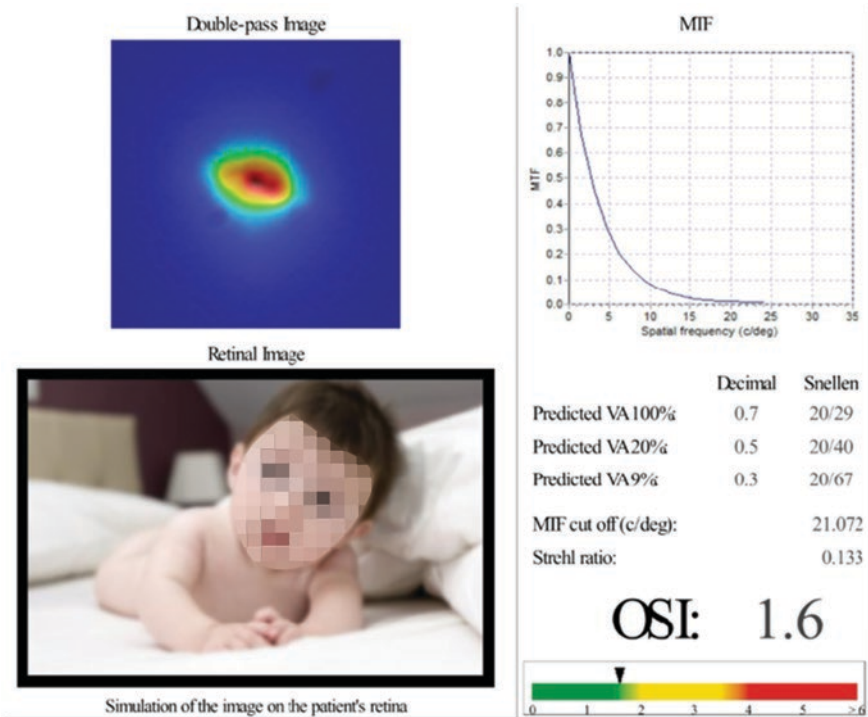 Double-pass Image
MTF
1.0
0.9
0.8
0.7
0.6
0.5
0.4
0.3
0.2
0.1
0.0
MTF
0 5 10 15 20 25 30 35
Spatial frequency (c/deg)
Retinal Image
Decimal Snellen
Predicted VA100%: 0.7 20/29
Predicted VA20%: 0.5 20/40
Predicted VA9%: 0.3 20/67
MTF cut off (c/deg): 21.072
Strehl ratio: 0.133
OSI: 1.6
0 1 2 3 4 5 >6
Simulation of the image on the patient's retina